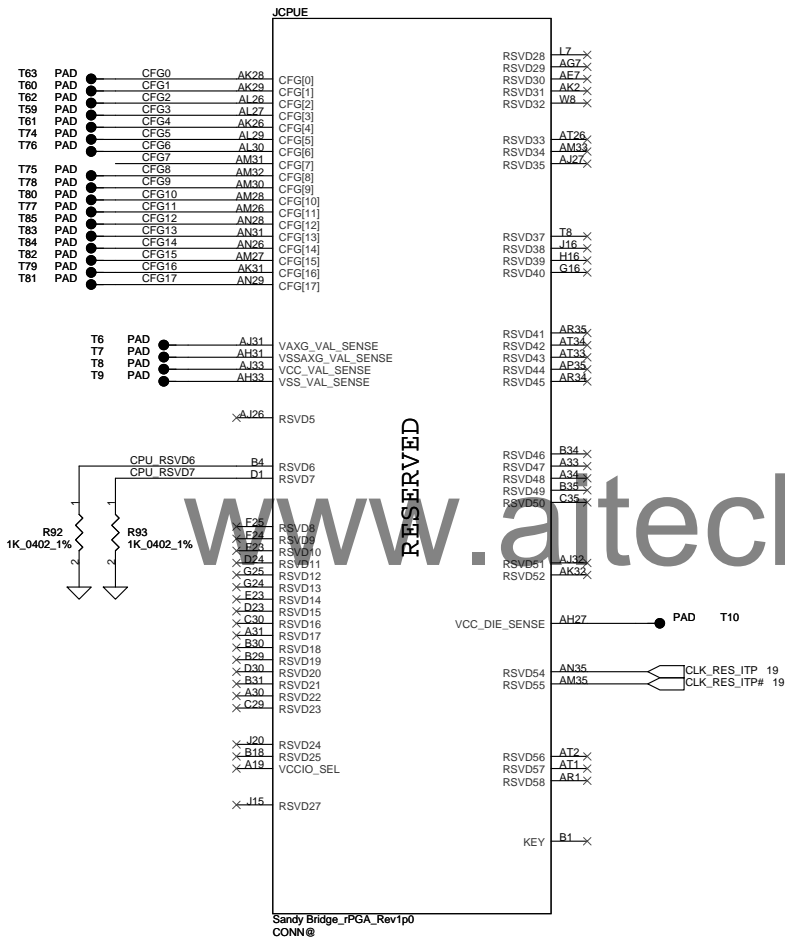 JCPUE
T63 PAD CFG0 AK28 CFG[0]
T60 PAD CFG1 AK29 CFG[1]
T62 PAD CFG2 AL26 CFG[2]
T59 PAD CFG3 AL27 CFG[3]
T61 PAD CFG4 AK26 CFG[4]
T74 PAD CFG5 AL29 CFG[5]
T76 PAD CFG6 AL30 CFG[6]
CFG7 AM31 CFG[7]
T75 PAD CFG8 AM32 CFG[8]
T78 PAD CFG9 AM30 CFG[9]
T80 PAD CFG10 AM28 CFG[10]
T77 PAD CFG11 AM26 CFG[11]
T85 PAD CFG12 AN28 CFG[12]
T83 PAD CFG13 AN31 CFG[13]
T84 PAD CFG14 AN26 CFG[14]
T82 PAD CFG15 AM27 CFG[15]
T79 PAD CFG16 AK31 CFG[16]
T81 PAD CFG17 AN29 CFG[17]
T6 PAD AJ31 VAXG_VAL_SENSE
T7 PAD AH31 VSSAXG_VAL_SENSE
T8 PAD AJ33 VCC_VAL_SENSE
T9 PAD AH33 VSS_VAL_SENSE
AJ26 RSVD5
CPU_RSVD6 B4 RSVD6
CPU_RSVD7 D1 RSVD7
1 1
R92 R93
1K_0402_1% 1K_0402_1%
2 2
F25 RSVD8
F24 RSVD9
F23 RSVD10
D24 RSVD11
G25 RSVD12
G24 RSVD13
E23 RSVD14
D23 RSVD15
C30 RSVD16
A31 RSVD17
B30 RSVD18
B29 RSVD19
D30 RSVD20
B31 RSVD21
A30 RSVD22
C29 RSVD23
J20 RSVD24
B18 RSVD25
A19 VCCIO_SEL
J15 RSVD27
RESERVED
RSVD28 L7
RSVD29 AG7
RSVD30 AE7
RSVD31 AK2
RSVD32 W8
RSVD33 AT26
RSVD34 AM33
RSVD35 AJ27
RSVD37 T8
RSVD38 J16
RSVD39 H16
RSVD40 G16
RSVD41 AR35
RSVD42 AT34
RSVD43 AT33
RSVD44 AP35
RSVD45 AR34
RSVD46 B34
RSVD47 A33
RSVD48 A34
RSVD49 B35
RSVD50 C35
RSVD51 AJ32
RSVD52 AK32
VCC_DIE_SENSE AH27 PAD T10
RSVD54 AN35 CLK_RES_ITP 19
RSVD55 AM35 CLK_RES_ITP# 19
RSVD56 AT2
RSVD57 AT1
RSVD58 AR1
KEY B1
Sandy Bridge_rPGA_Rev1p0
CONN@
www.aitec